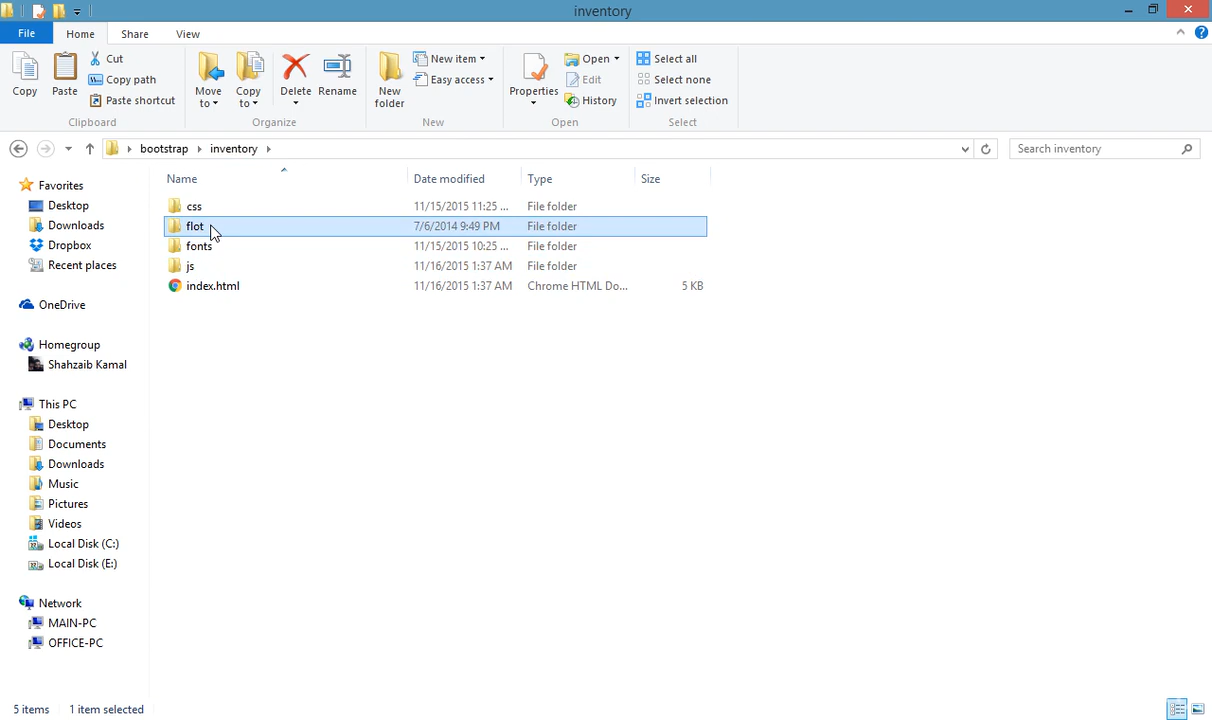 inventory
File Home Share View
Copy
Paste
Cut
Copy path
Paste shortcut
Clipboard
Move to
Copy to
Delete
Rename
Organize
New folder
New item
Easy access
New
Properties
Open
Edit
History
Open
Select all
Select none
Invert selection
Select
bootstrap inventory
Search inventory
Name Date modified Type Size
css 11/15/2015 11:25 ... File folder
flot 7/6/2014 9:49 PM File folder
fonts 11/15/2015 10:25 ... File folder
js 11/16/2015 1:37 AM File folder
index.html 11/16/2015 1:37 AM Chrome HTML Do... 5 KB
Favorites
Desktop
Downloads
Dropbox
Recent places
OneDrive
Homegroup
Shahzaib Kamal
This PC
Desktop
Documents
Downloads
Music
Pictures
Videos
Local Disk (C:)
Local Disk (E:)
Network
MAIN-PC
OFFICE-PC
5 items 1 item selected